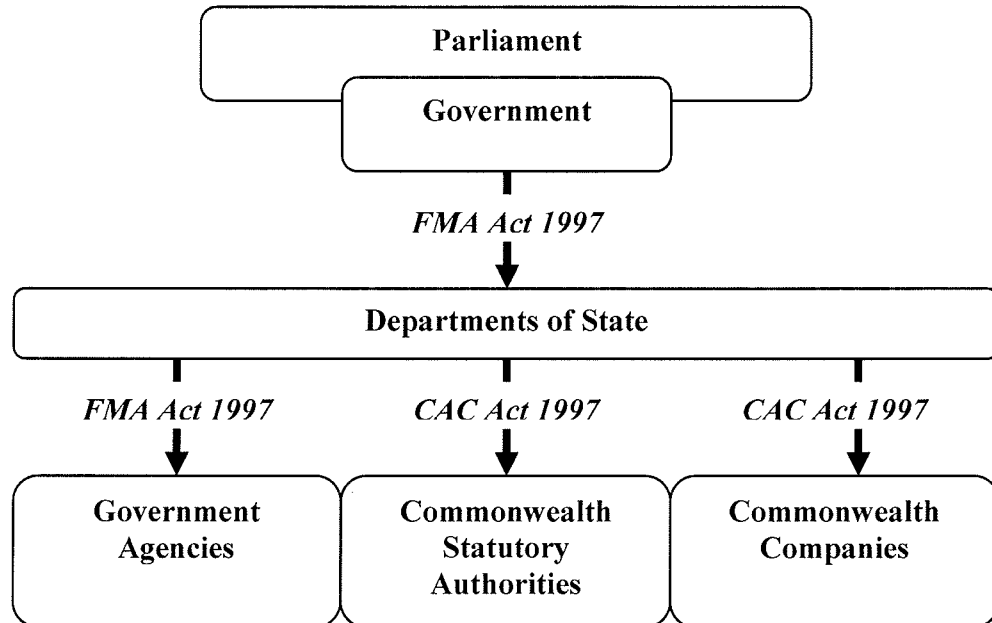 Parliament
Government
FMA Act 1997
Departments of State
FMA Act 1997 CAC Act 1997 CAC Act 1997
Government
Agencies
Commonwealth
Statutory
Authorities
Commonwealth
Companies